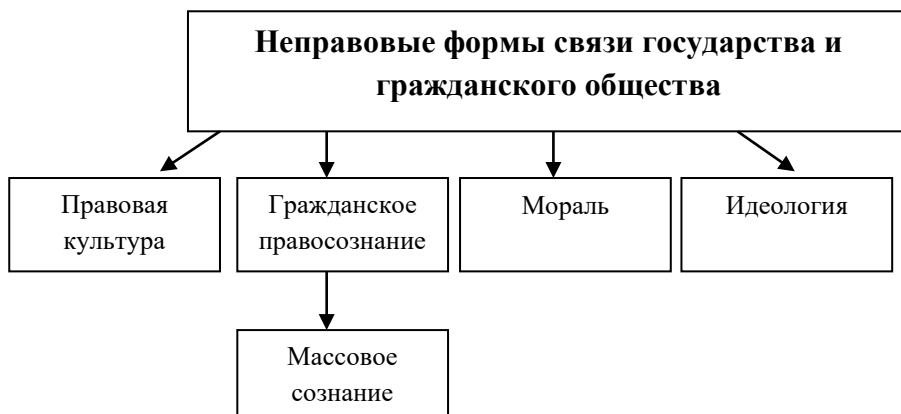 Неправовые формы связи государства и
гражданского общества
Правовая
культура
Гражданское
правосознание
Мораль
Идеология
Массовое
сознание